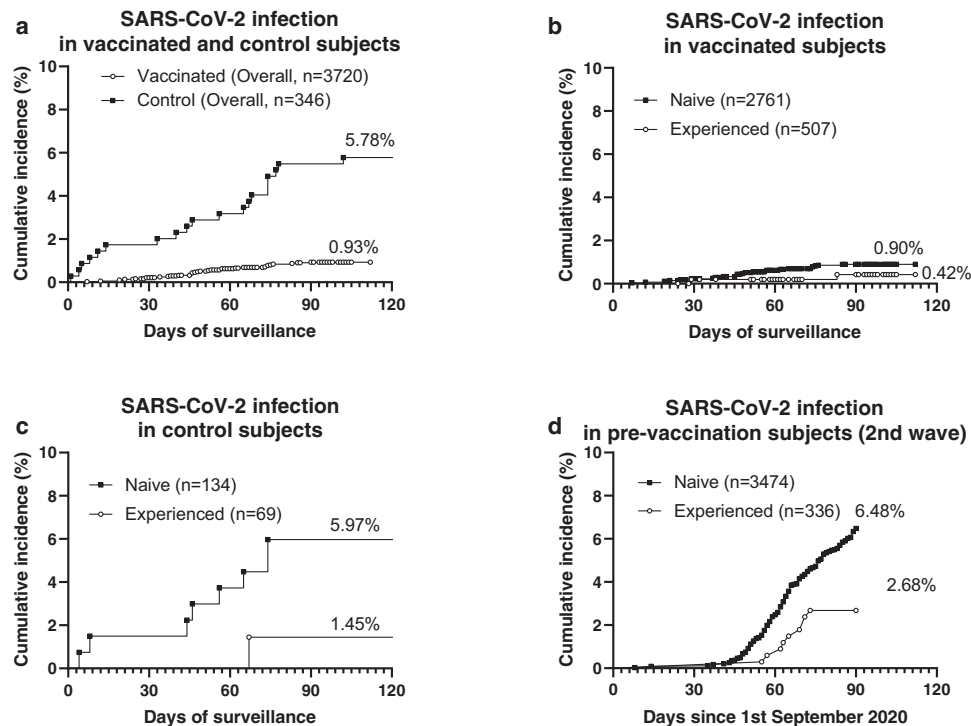 a
SARS-CoV-2 infection
in vaccinated and control subjects
Cumulative incidence (%)
10
8
6
4
2
0
Vaccinated (Overall, n=3720)
Control (Overall, n=346)
5.78%
0.93%
0 30 60 90 120
Days of surveillance
b
SARS-CoV-2 infection
in vaccinated subjects
Cumulative incidence (%)
10
8
6
4
2
0
Naive (n=2761)
Experienced (n=507)
0.90%
0.42%
0 30 60 90 120
Days of surveillance
c
SARS-CoV-2 infection
in control subjects
Cumulative incidence (%)
10
8
6
4
2
0
Naive (n=134)
Experienced (n=69)
5.97%
1.45%
0 30 60 90 120
Days of surveillance
d
SARS-CoV-2 infection
in pre-vaccination subjects (2nd wave)
Cumulative incidence (%)
10
8
6
4
2
0
Naive (n=3474)
Experienced (n=336)
6.48%
2.68%
0 30 60 90 120
Days since 1st September 2020